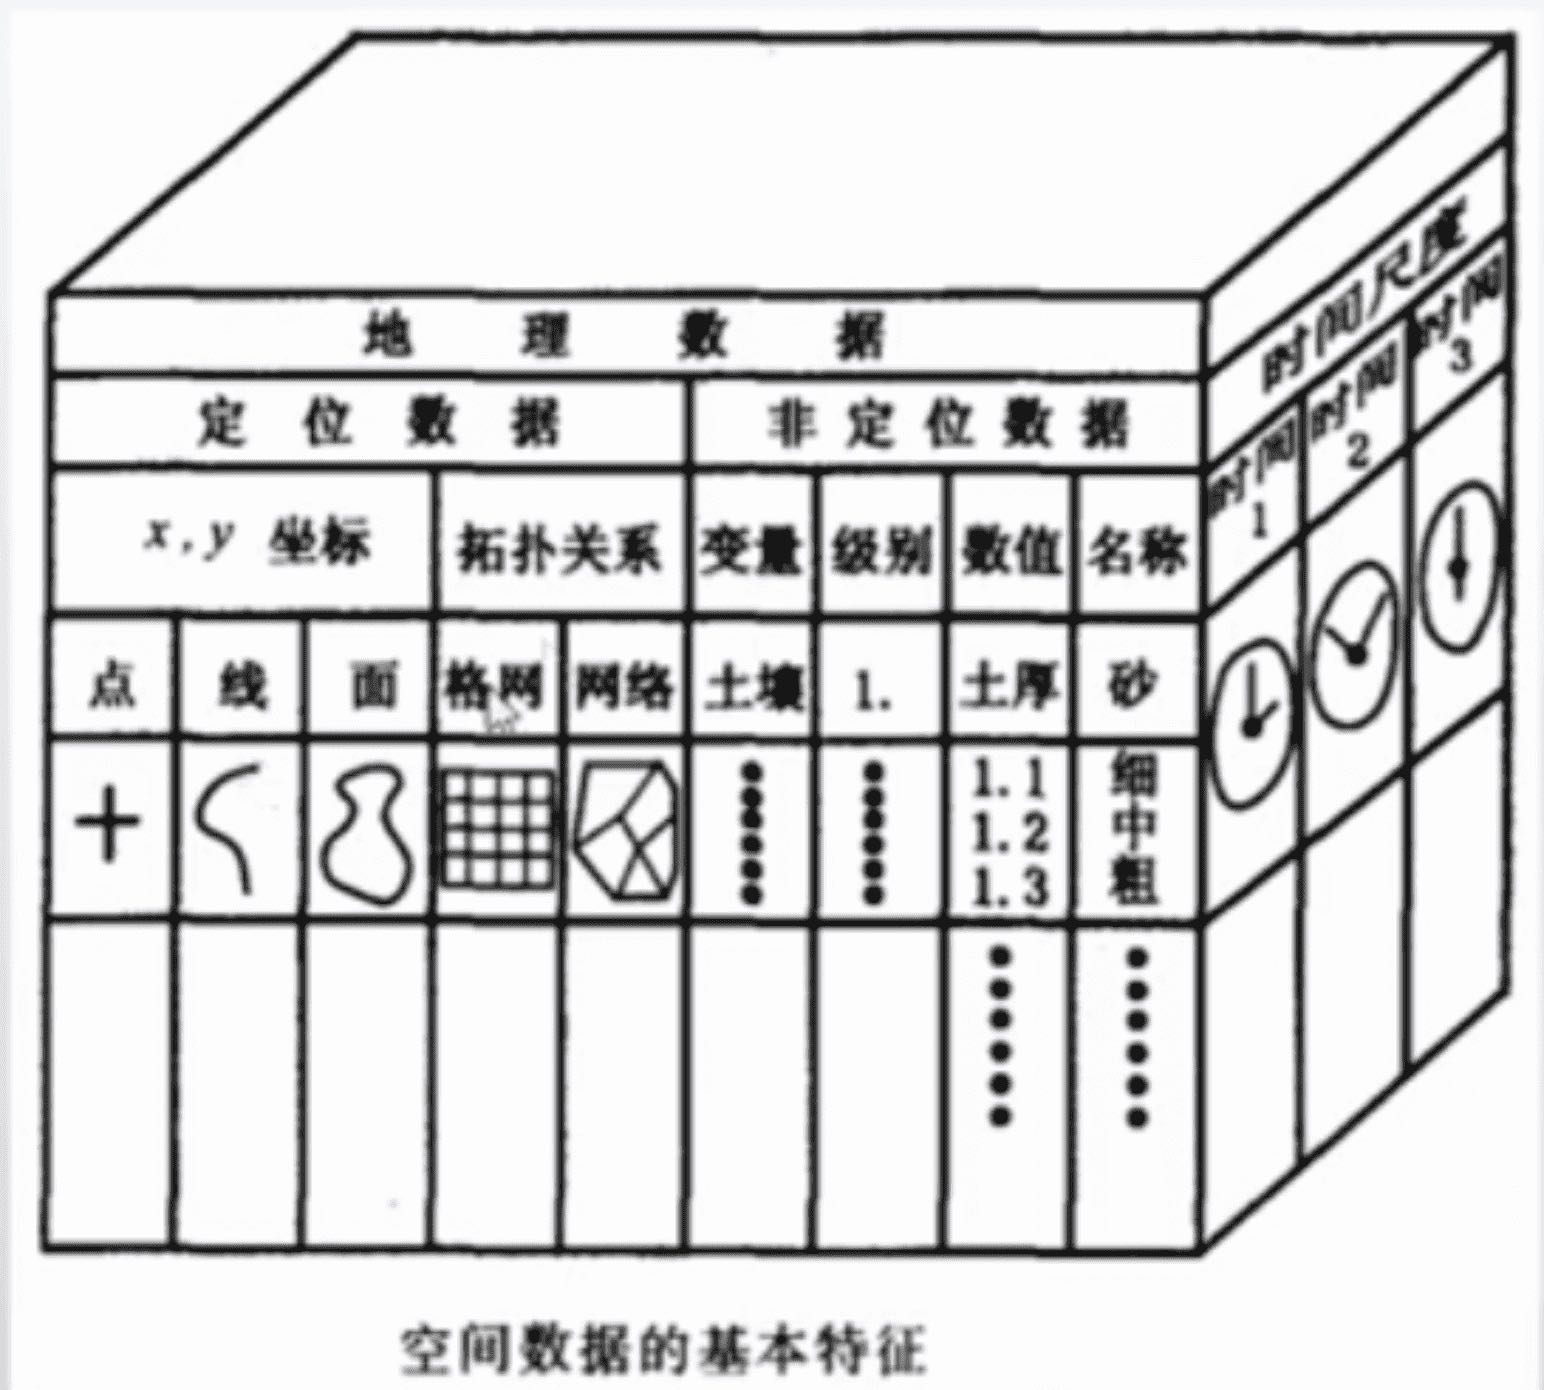 地理数据
定位数据 非定位数据
x,y 坐标 拓扑关系 变量 级别 数值 名称
点 线 面 格网 网络 土壤 1. 土厚 砂
1.1 细
1.2 中
1.3 粗
时间尺度
时间1 时间2 时间3
空间数据的基本特征